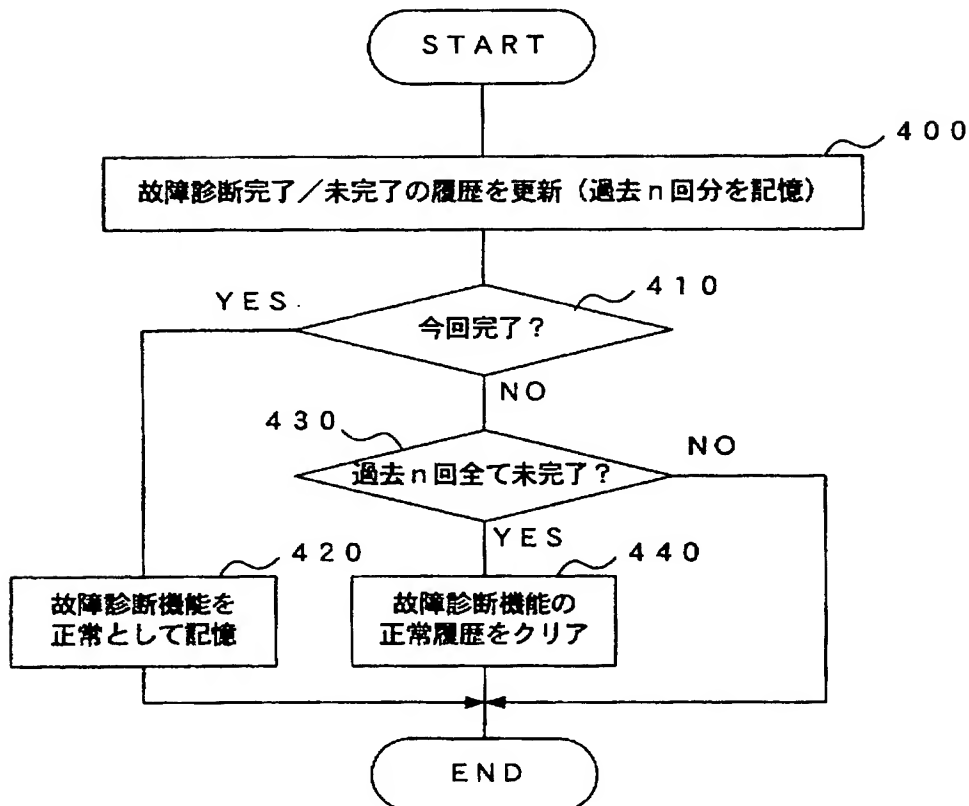 START
400
故障診断完了／未完了の履歴を更新（過去ｎ回分を記憶）
410
YES
今回完了？
NO
430
NO
過去ｎ回全て未完了？
YES
420
440
故障診断機能を
正常として記憶
故障診断機能の
正常履歴をクリア
END